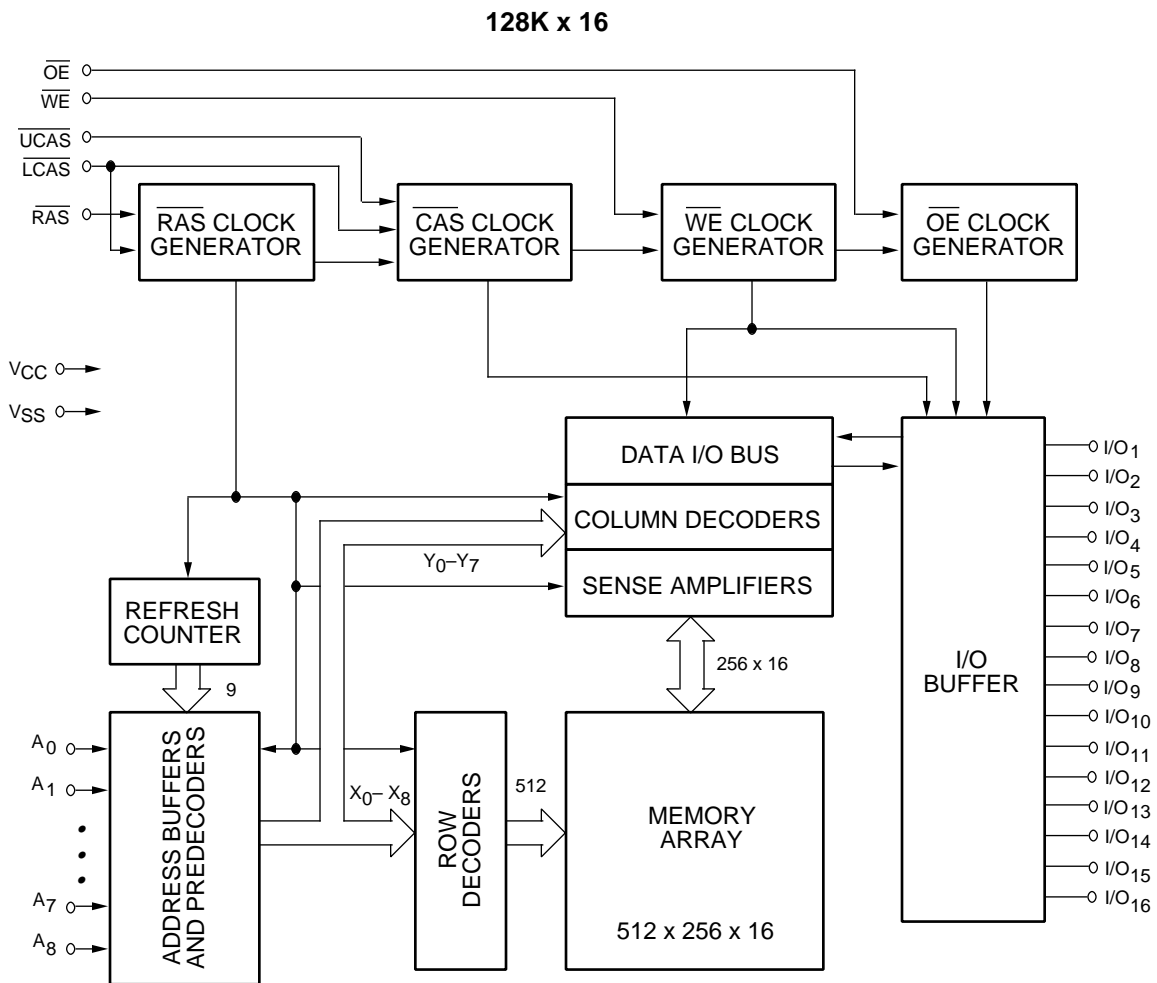 128K x 16
OE
WE
UCAS
LCAS
RAS
RAS CLOCK
GENERATOR
CAS CLOCK
GENERATOR
WE CLOCK
GENERATOR
OE CLOCK
GENERATOR
VCC
VSS
DATA I/O BUS
COLUMN DECODERS
SENSE AMPLIFIERS
Y0–Y7
REFRESH
COUNTER
9
256 x 16
I/O
BUFFER
I/O1
I/O2
I/O3
I/O4
I/O5
I/O6
I/O7
I/O8
I/O9
I/O10
I/O11
I/O12
I/O13
I/O14
I/O15
I/O16
A0
A1
A7
A8
ADDRESS BUFFERS
AND PREDECODERS
X0– X8
ROW
DECODERS
512
MEMORY
ARRAY
512 x 256 x 16